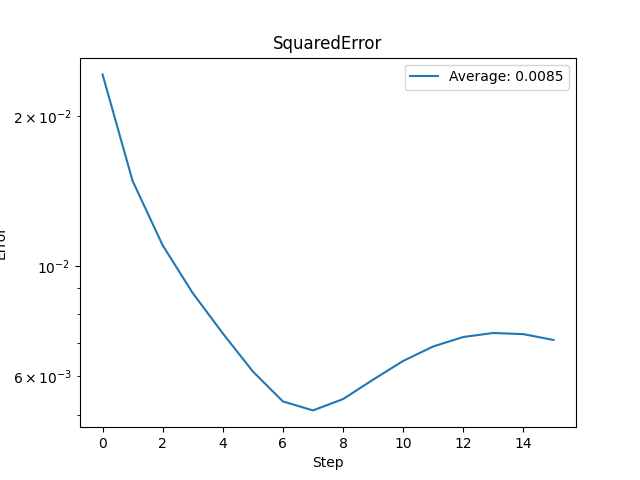 SquaredError
Average: 0.0085
2 × 10⁻²
10⁻²
6 × 10⁻³
Error
0 2 4 6 8 10 12 14
Step